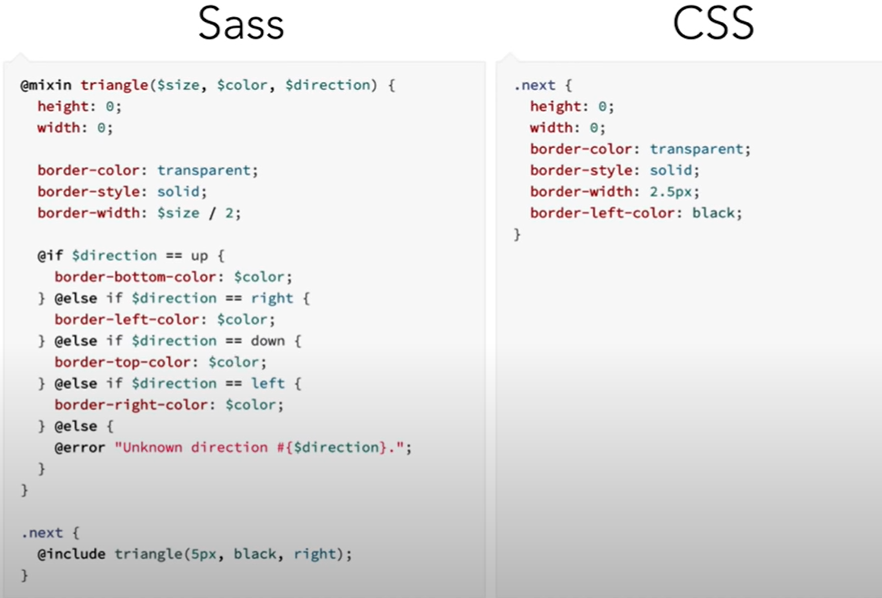 Sass
@mixin triangle($size, $color, $direction) {
height: 0;
width: 0;
border-color: transparent;
border-style: solid;
border-width: $size / 2;
@if $direction == up {
border-bottom-color: $color;
} @else if $direction == right {
border-left-color: $color;
} @else if $direction == down {
border-top-color: $color;
} @else if $direction == left {
border-right-color: $color;
} @else {
@error "Unknown direction #{$direction}.";
}
}
.next {
@include triangle(5px, black, right);
}
CSS
.next {
height: 0;
width: 0;
border-color: transparent;
border-style: solid;
border-width: 2.5px;
border-left-color: black;
}